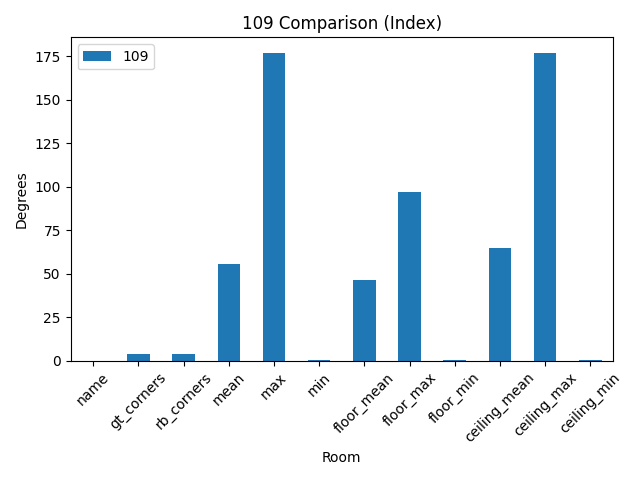 109 Comparison (Index)
109
Degrees
175
150
125
100
75
50
25
0
name
gt_corners
rb_corners
mean
max
min
floor_mean
floor_max
floor_min
ceiling_mean
ceiling_max
ceiling_min
Room